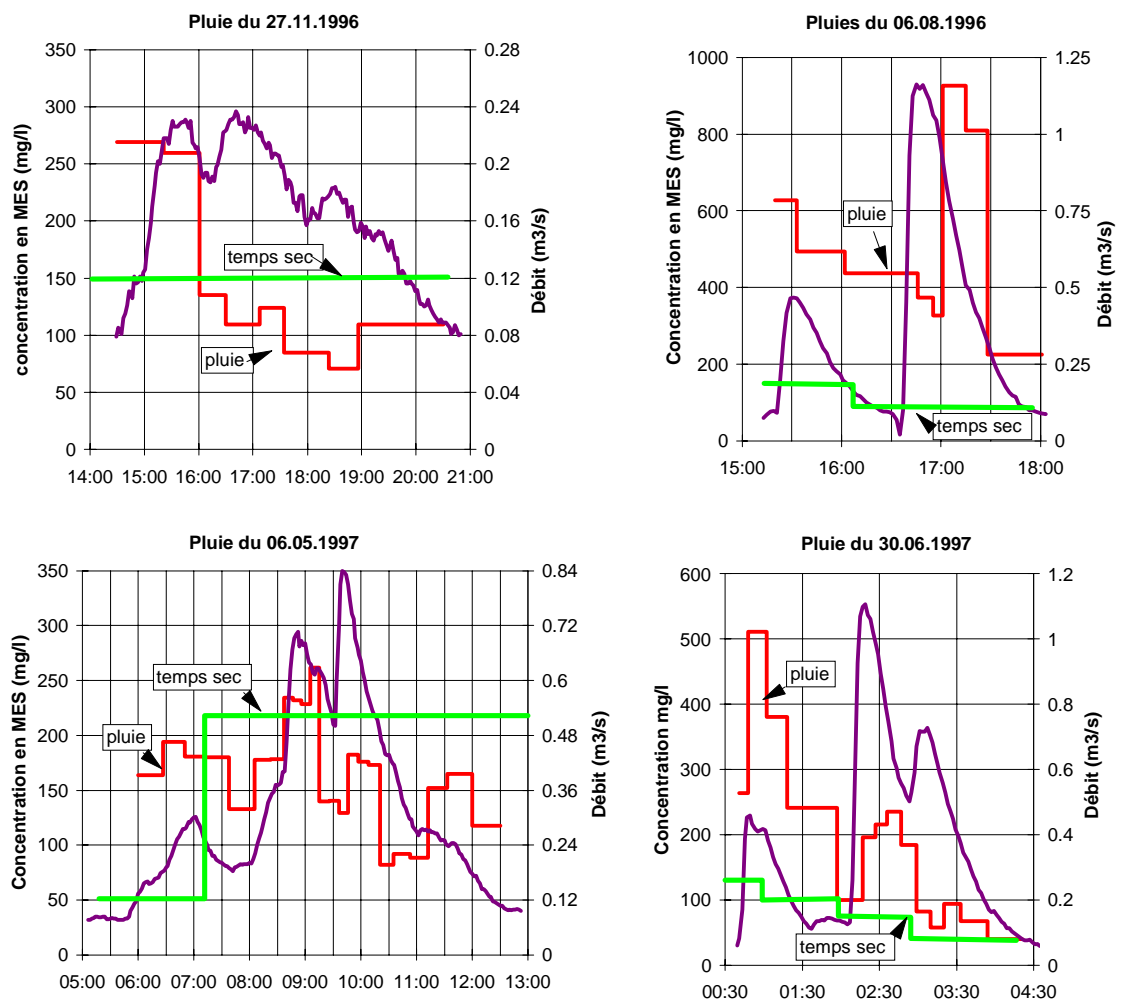 Pluie du 27.11.1996
concentration en MES (mg/l)
350
300
250
200
150
100
50
0
0.28
0.24
0.2
0.16
0.12
0.08
0.04
0
Débit (m3/s)
temps sec
pluie
14:00 15:00 16:00 17:00 18:00 19:00 20:00 21:00
Pluies du 06.08.1996
Concentration en MES (mg/l)
1000
800
600
400
200
0
1.25
1
0.75
0.5
0.25
0
Débit (m3/s)
pluie
temps sec
15:00 16:00 17:00 18:00
Pluie du 06.05.1997
Concentration en MES (mg/l)
350
300
250
200
150
100
50
0
0.84
0.72
0.6
0.48
0.36
0.24
0.12
0
Débit (m3/s)
temps sec
pluie
05:00 06:00 07:00 08:00 09:00 10:00 11:00 12:00 13:00
Pluie du 30.06.1997
Concentration mg/l
600
500
400
300
200
100
0
1.2
1
0.8
0.6
0.4
0.2
0
Débit (m3/s)
pluie
temps sec
00:30 01:30 02:30 03:30 04:30